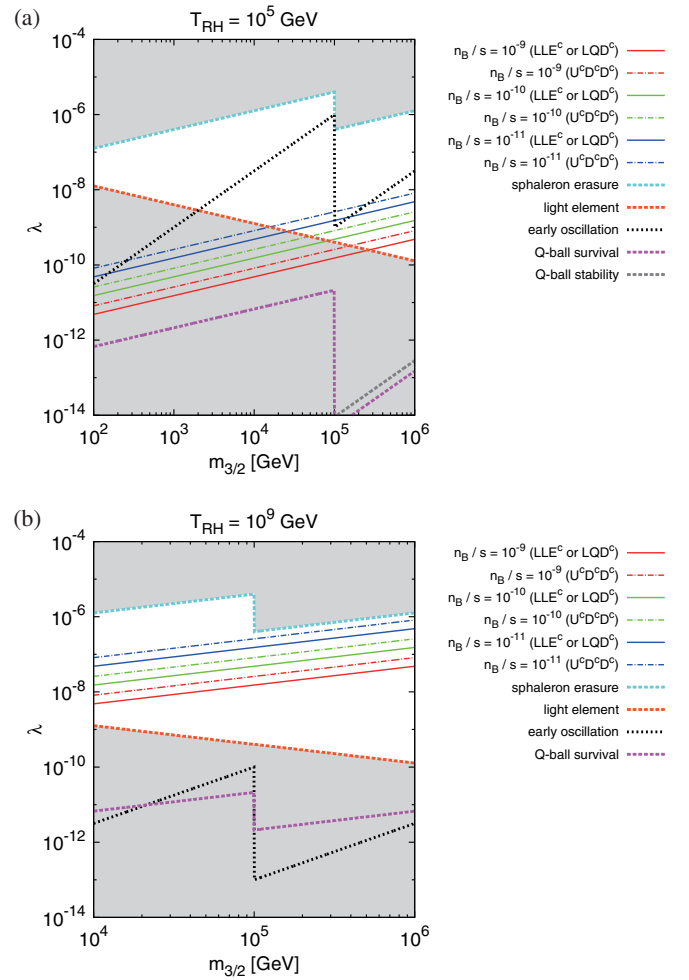 (a)
T_RH = 10^5 GeV
10^-4
10^-6
10^-8
10^-10
10^-12
10^-14
λ
10^2 10^3 10^4 10^5 10^6
m_3/2 [GeV]
n_B / s = 10^-9 (LLE^c or LQD^c)
n_B / s = 10^-9 (U^cD^cD^c)
n_B / s = 10^-10 (LLE^c or LQD^c)
n_B / s = 10^-10 (U^cD^cD^c)
n_B / s = 10^-11 (LLE^c or LQD^c)
n_B / s = 10^-11 (U^cD^cD^c)
sphaleron erasure
light element
early oscillation
Q-ball survival
Q-ball stability
(b)
T_RH = 10^9 GeV
10^-4
10^-6
10^-8
10^-10
10^-12
10^-14
λ
10^4 10^5 10^6
m_3/2 [GeV]
n_B / s = 10^-9 (LLE^c or LQD^c)
n_B / s = 10^-9 (U^cD^cD^c)
n_B / s = 10^-10 (LLE^c or LQD^c)
n_B / s = 10^-10 (U^cD^cD^c)
n_B / s = 10^-11 (LLE^c or LQD^c)
n_B / s = 10^-11 (U^cD^cD^c)
sphaleron erasure
light element
early oscillation
Q-ball survival